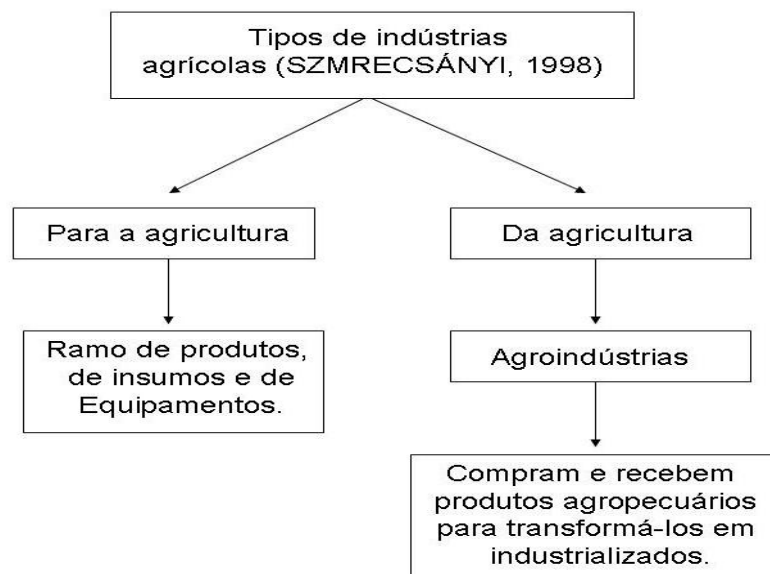 Tipos de indústrias
agrícolas (SZMRECSÁNYI, 1998)
Para a agricultura
Da agricultura
Ramo de produtos,
de insumos e de
Equipamentos.
Agroindústrias
Compram e recebem
produtos agropecuários
para transformá-los em
industrializados.